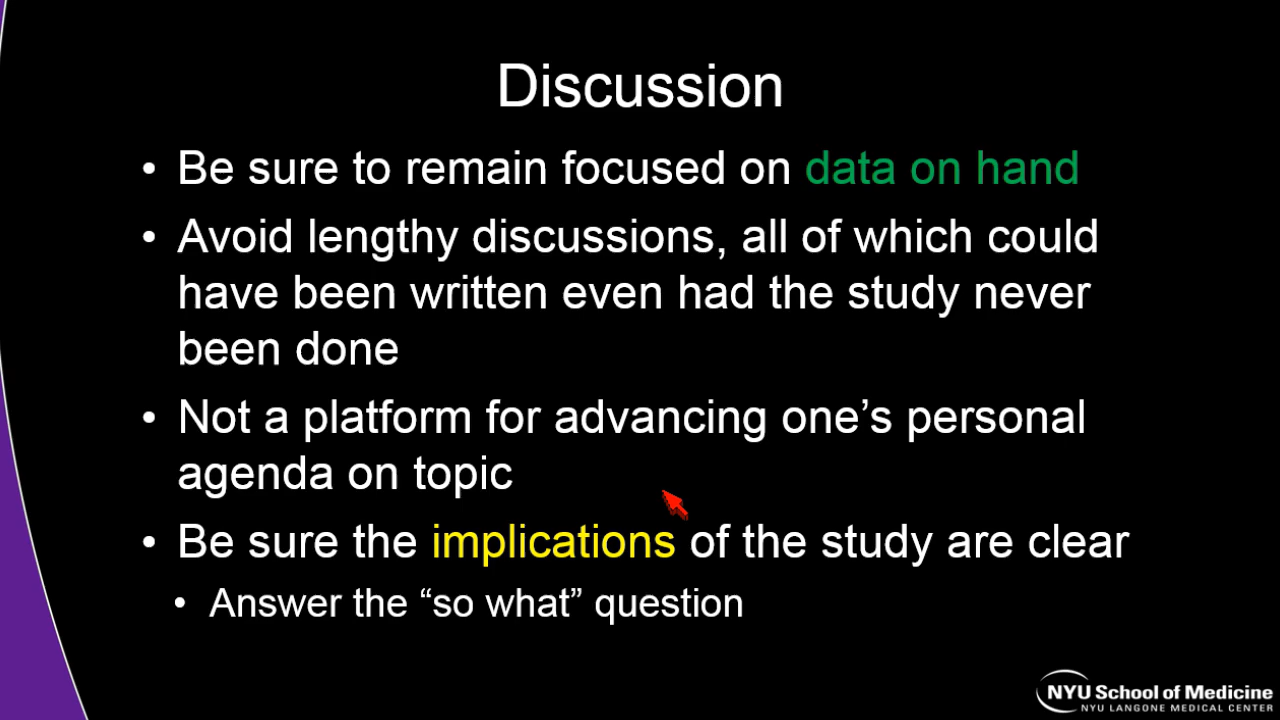 Discussion
• Be sure to remain focused on data on hand
• Avoid lengthy discussions, all of which could
have been written even had the study never
been done
• Not a platform for advancing one’s personal
agenda on topic
• Be sure the implications of the study are clear
• Answer the “so what” question
NYU School of Medicine
NYU LANGONE MEDICAL CENTER